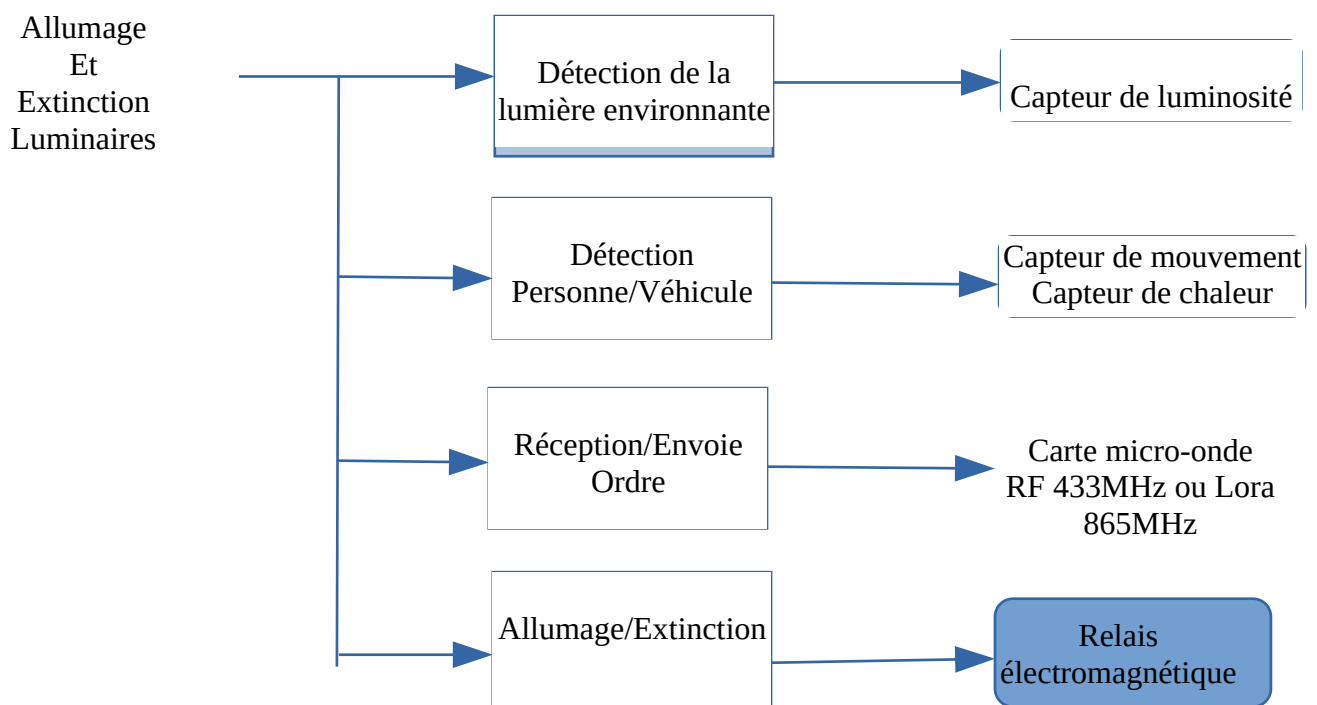 Allumage
Et
Extinction
Luminaires
Détection de la
lumière environnante
Capteur de luminosité
Détection
Personne/Véhicule
Capteur de mouvement
Capteur de chaleur
Réception/Envoie
Ordre
Carte micro-onde
RF 433MHz ou Lora
865MHz
Allumage/Extinction
Relais
électromagnétique